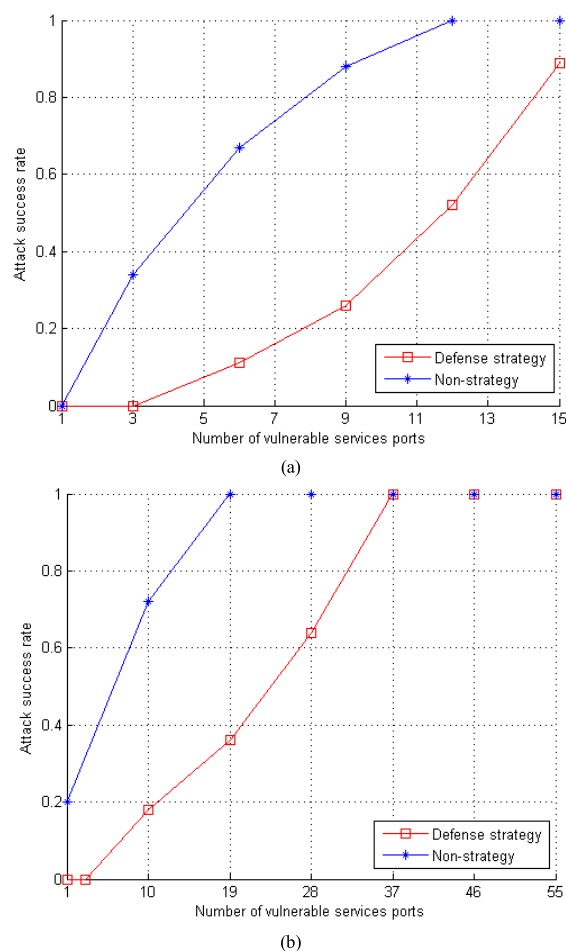 1
0.8
0.6
0.4
0.2
0
Attack success rate
Defense strategy
Non-strategy
1 3 5 7 9 11 13 15
Number of vulnerable services ports
(a)
1
0.8
0.6
0.4
0.2
0
Attack success rate
Defense strategy
Non-strategy
1 10 19 28 37 46 55
Number of vulnerable services ports
(b)